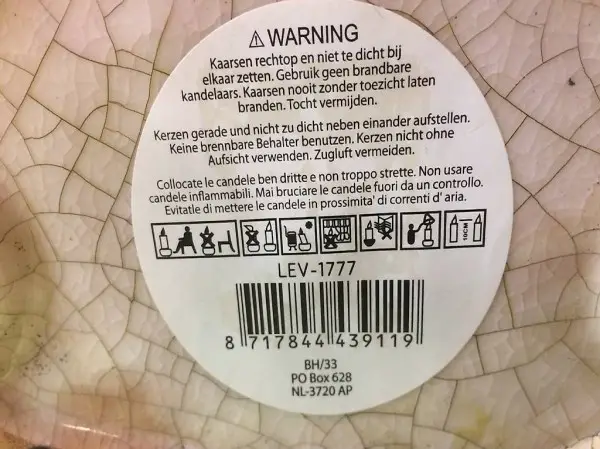 ⚠ WARNING
Kaarsen rechtop en niet te dicht bij
elkaar zetten. Gebruik geen brandbare
kandelaars. Kaarsen nooit zonder toezicht laten
branden. Tocht vermijden.
Kerzen gerade und nicht zu dicht neben einander aufstellen.
Keine brennbare Behalter benutzen. Kerzen nicht ohne
Aufsicht verwenden. Zugluft vermeiden.
Collocate le candele ben dritte e non troppo strette. Non usare
candele inflammabili. Mai bruciare le candele fuori da un controllo.
Evitatle di mettere le candele in prossimita' di correnti d' aria.
10CM
LEV-1777
8 717844 439119
BH/33
PO Box 628
NL-3720 AP